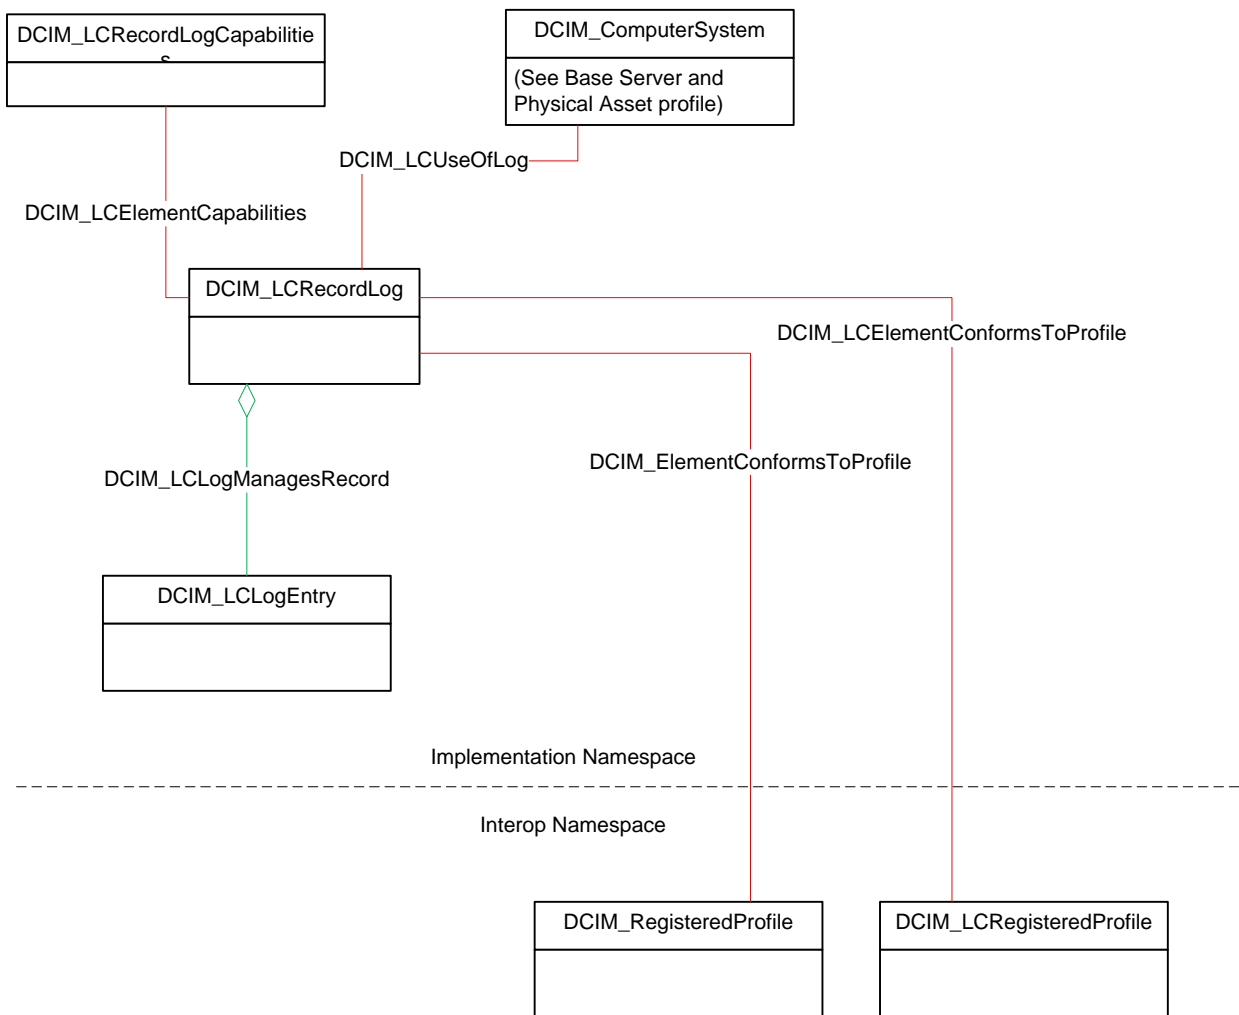 DCIM_LCRecordLogCapabilitie
s
DCIM_ComputerSystem
(See Base Server and
Physical Asset profile)
DCIM_LCUseOfLog
DCIM_LCElementCapabilities
DCIM_LCRecordLog
DCIM_LCElementConformsToProfile
DCIM_ElementConformsToProfile
DCIM_LCLogManagesRecord
DCIM_LCLogEntry
Implementation Namespace
Interop Namespace
DCIM_RegisteredProfile
DCIM_LCRegisteredProfile